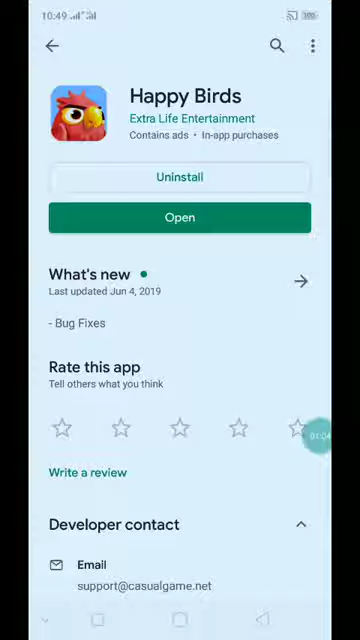 10:49
Happy Birds
Extra Life Entertainment
Contains ads • In-app purchases
Uninstall
Open
What's new
Last updated Jun 4, 2019
- Bug Fixes
Rate this app
Tell others what you think
01:04
Write a review
Developer contact
Email
support@casualgame.net